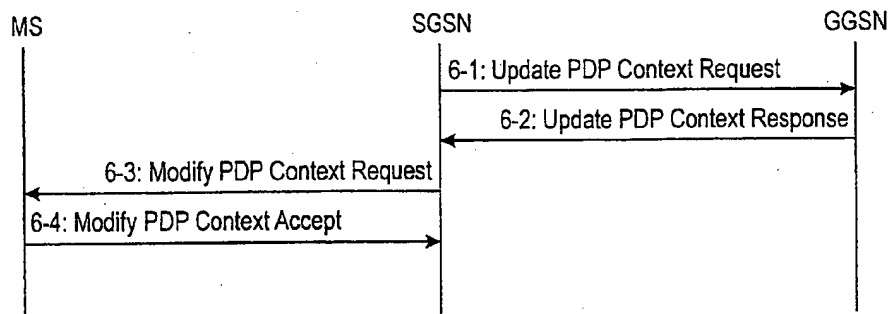 MS
SGSN
GGSN
6-1: Update PDP Context Request
6-2: Update PDP Context Response
6-3: Modify PDP Context Request
6-4: Modify PDP Context Accept